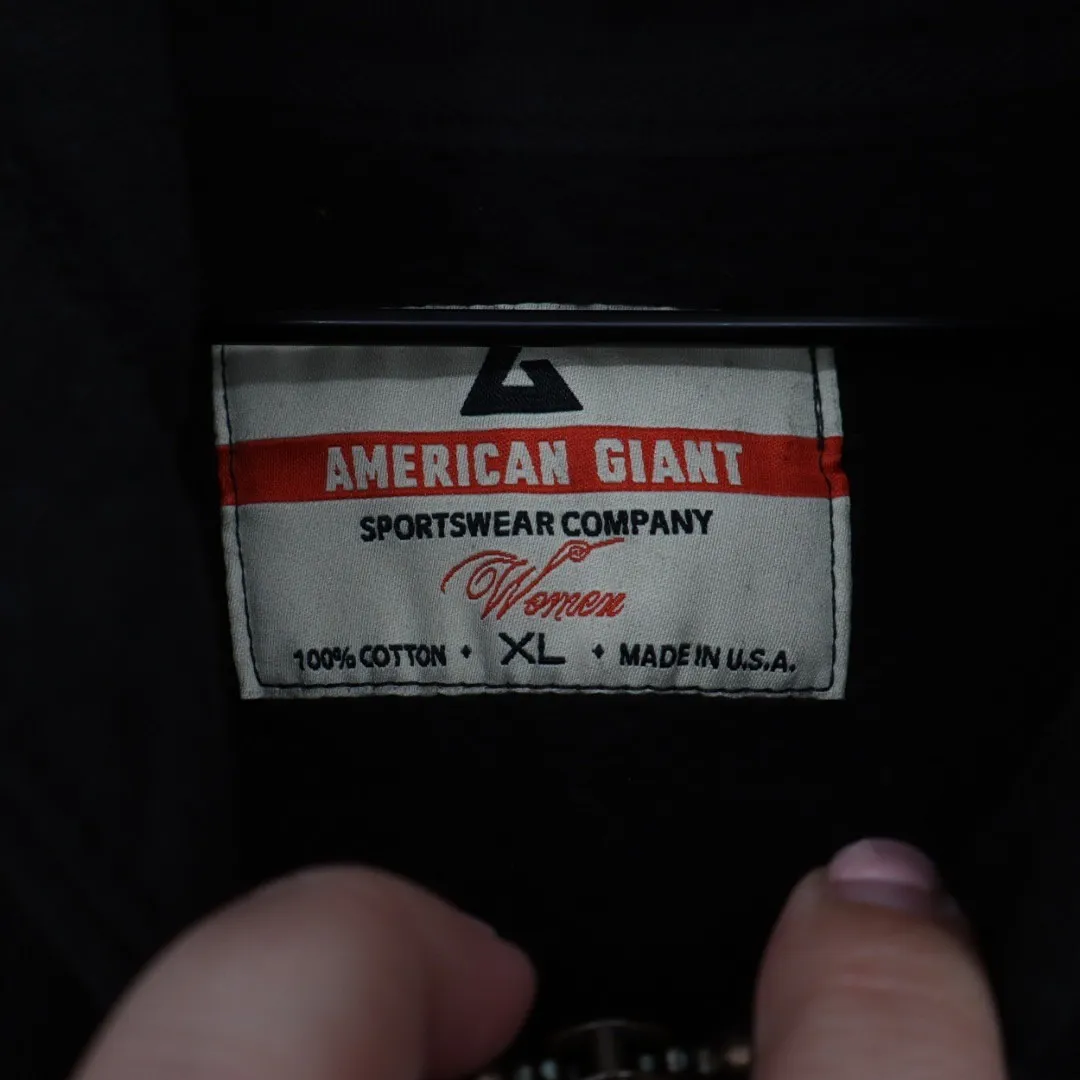 AMERICAN GIANT
SPORTSWEAR COMPANY
Women
100% COTTON • XL • MADE IN U.S.A.